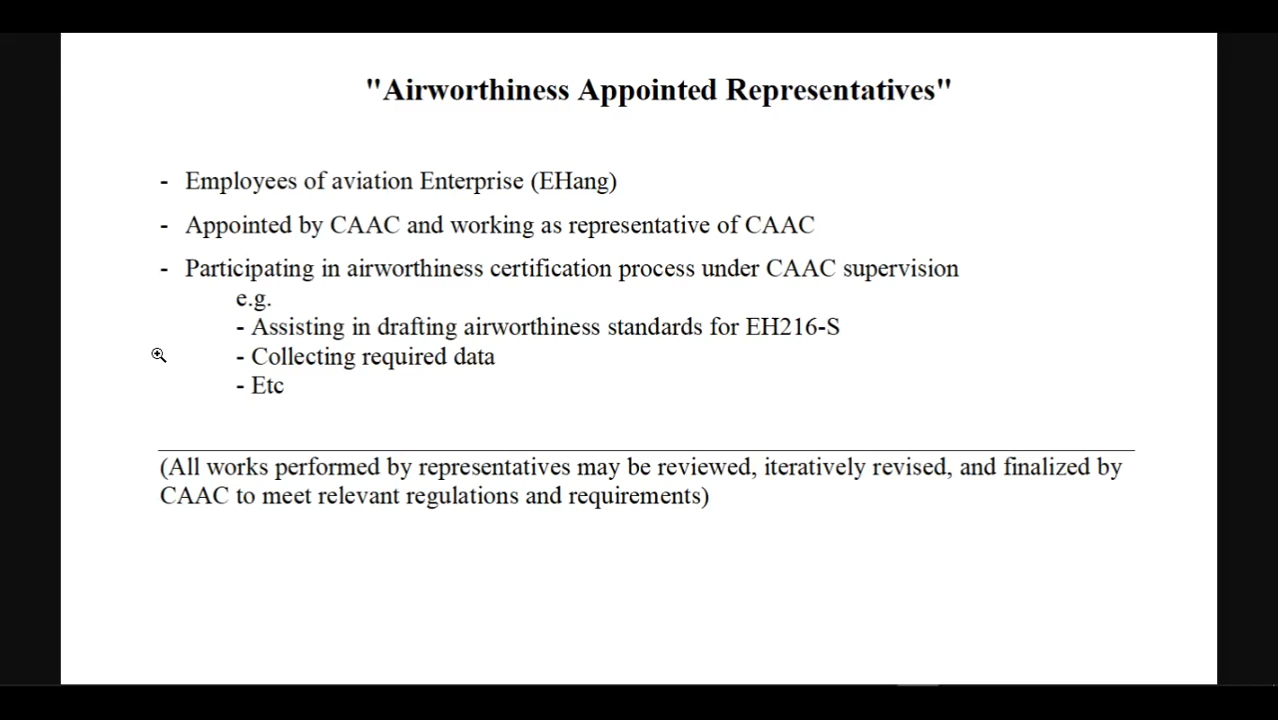 "Airworthiness Appointed Representatives"
- Employees of aviation Enterprise (EHang)
- Appointed by CAAC and working as representative of CAAC
- Participating in airworthiness certification process under CAAC supervision
e.g.
- Assisting in drafting airworthiness standards for EH216-S
- Collecting required data
- Etc
(All works performed by representatives may be reviewed, iteratively revised, and finalized by
CAAC to meet relevant regulations and requirements)